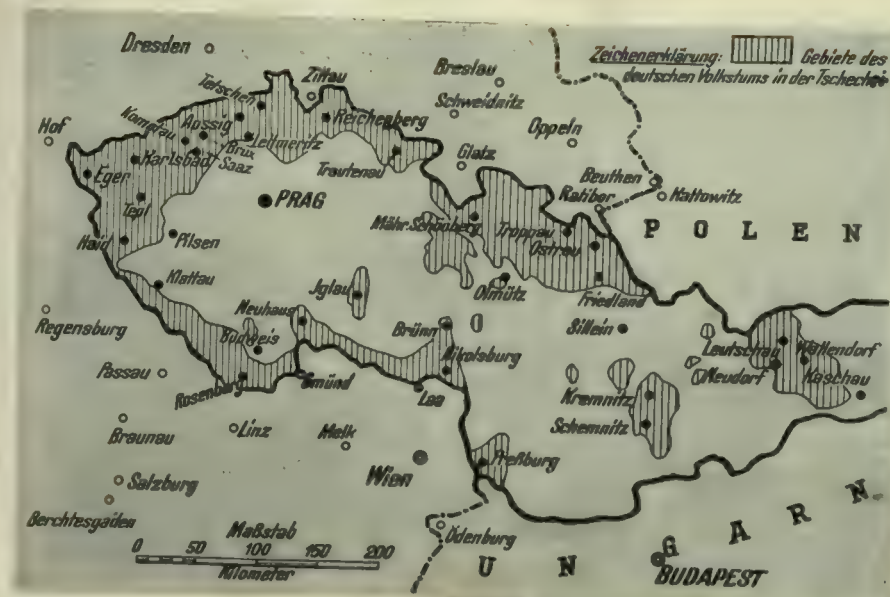 Dresden
Zeichenerklärung: Gebiete des
deutschen Volkstums in der Tschechei
Zittau
Breslau
Tetschen
Schweidnitz
Hof
Komotau
Aussig
Reichenberg
Oppeln
Leitmeritz
Brüx
Karlsbad
Saaz
Glatz
Trautenau
Eger
Beuthen
Ratibor
Kattowitz
PRAG
Tepl
Mähr. Schönberg
Troppau
POLEN
Haid
Pilsen
Ostrau
Klattau
Jglau
Olmütz
Friedland
Neuhaus
Regensburg
Brünn
Sillein
Budweis
Leutschau
Wallendorf
Nikolsburg
Passau
Neudorf
Kaschau
Rosenberg
Gmünd
Laa
Kremnitz
Braunau
Linz
Melk
Schemnitz
Wien
Preßburg
Salzburg
Berchtesgaden
Maßstab
Ödenburg
0 50 100 150 200
Kilometer
UNGARN
BUDAPEST